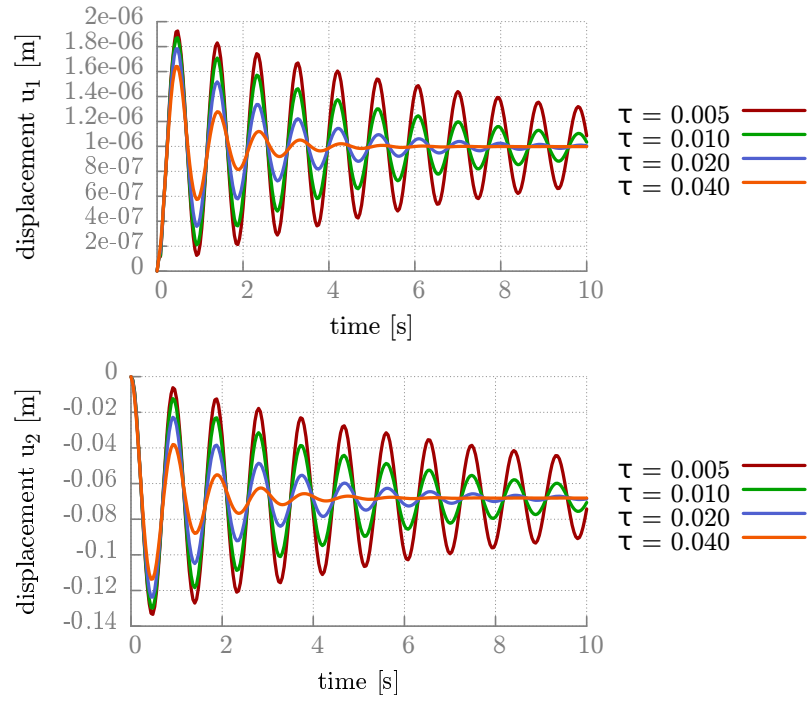 displacement u1 [m]
2e-06
1.8e-06
1.6e-06
1.4e-06
1.2e-06
1e-06
8e-07
6e-07
4e-07
2e-07
0
0 2 4 6 8 10
time [s]
τ = 0.005
τ = 0.010
τ = 0.020
τ = 0.040
displacement u2 [m]
0
-0.02
-0.04
-0.06
-0.08
-0.1
-0.12
-0.14
0 2 4 6 8 10
time [s]
τ = 0.005
τ = 0.010
τ = 0.020
τ = 0.040